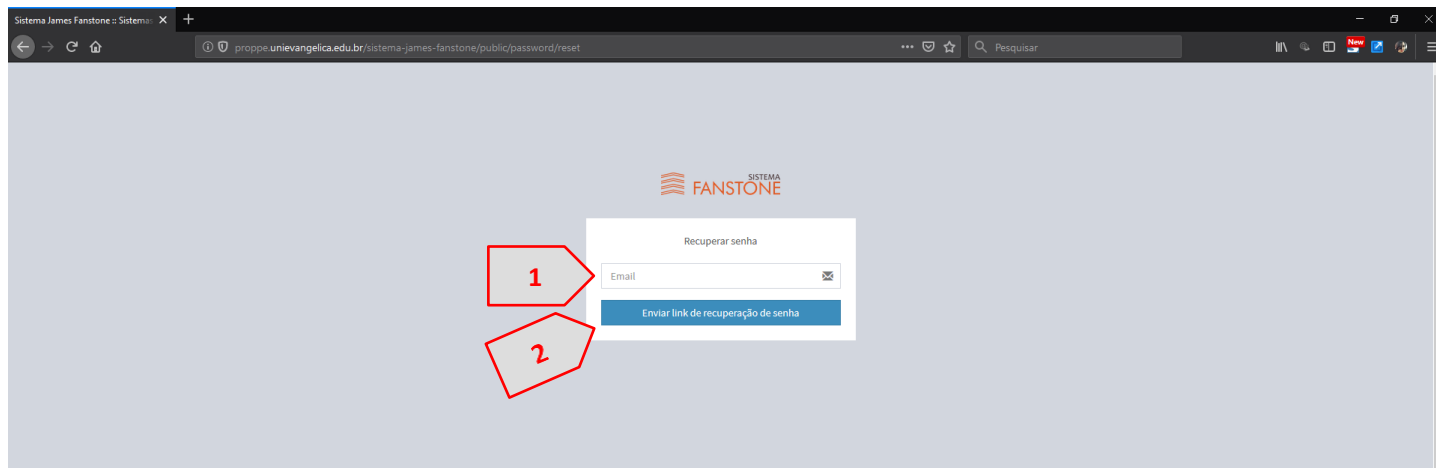 Sistema James Fanstone :: Sistemas
proppe.unievangelica.edu.br/sistema-james-fanstone/public/password/reset
Pesquisar
New
SISTEMA
FANSTONE
Recuperar senha
1
Email
Enviar link de recuperação de senha
2